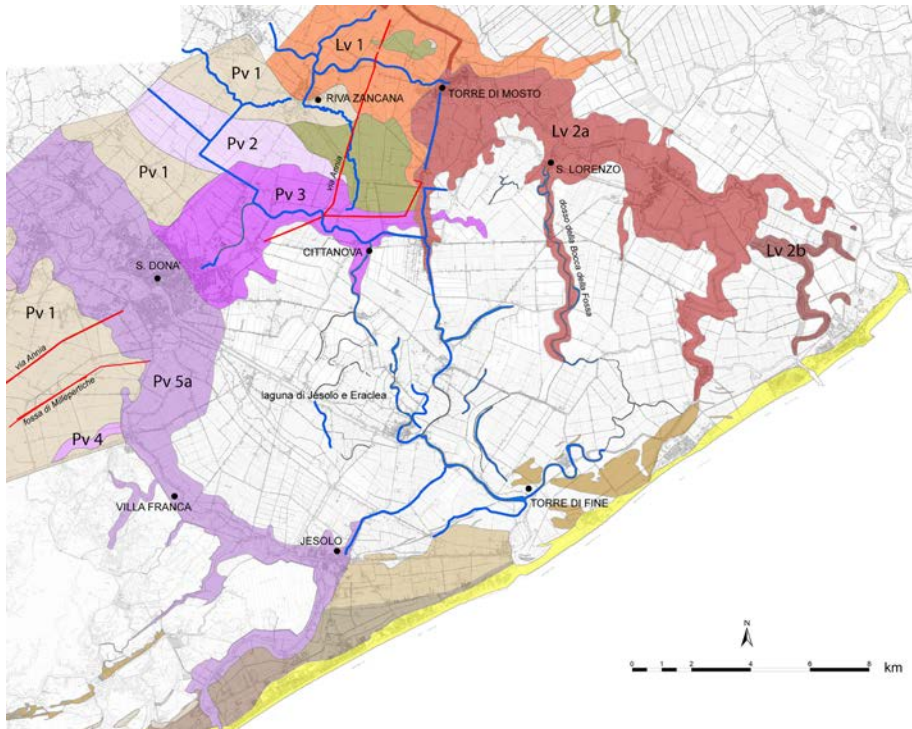 Lv 1
Pv 1
RIVA ZANCANA
TORRE DI MOSTO
Pv 2
Lv 2a
via Annia
S. LORENZO
Pv 1
Pv 3
dosso della Bocca della Fossa
CITTANOVA
Lv 2b
S. DONA'
Pv 1
via Annia
Pv 5a
fossa di Millepertiche
laguna di Jesolo e Eraclea
Pv 4
VILLA FRANCA
TORRE DI FINE
JESOLO
N
0 1 2 4 6 8 km